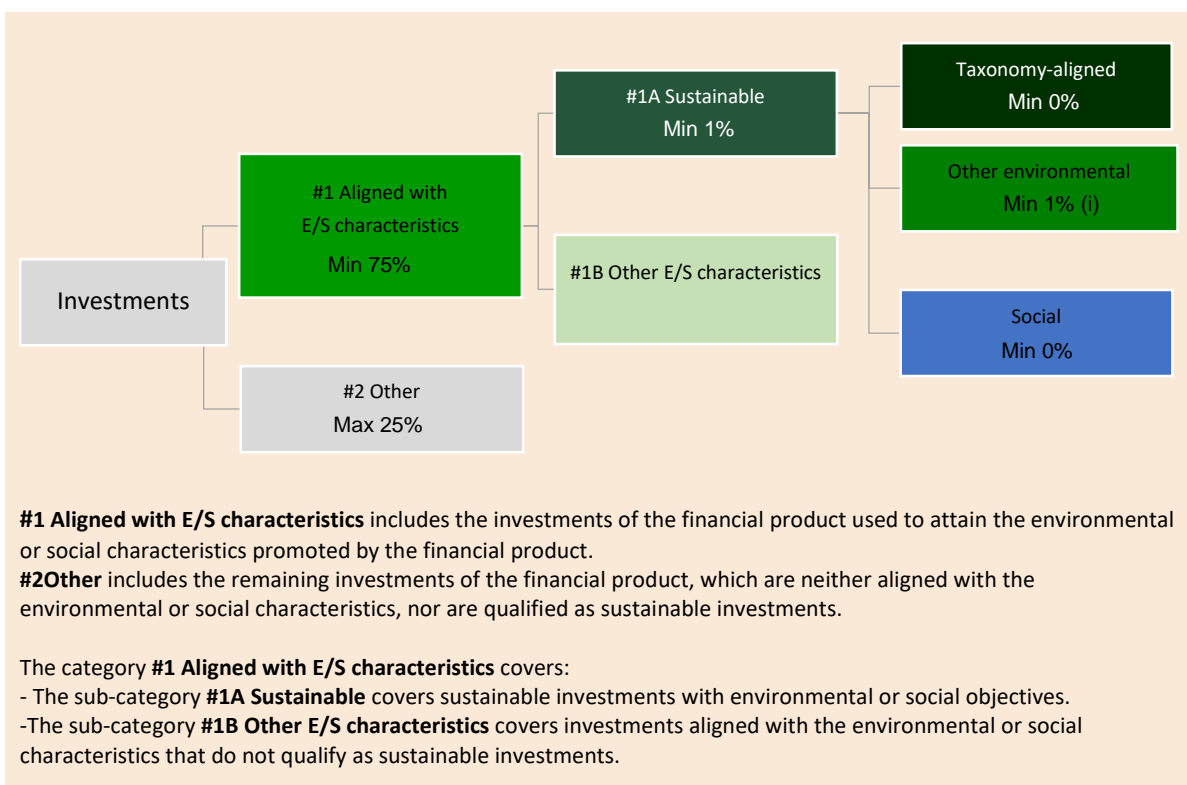 Investments
#1 Aligned with
E/S characteristics
Min 75%
#2 Other
Max 25%
#1A Sustainable
Min 1%
#1B Other E/S characteristics
Taxonomy-aligned
Min 0%
Other environmental
Min 1% (i)
Social
Min 0%
#1 Aligned with E/S characteristics includes the investments of the financial product used to attain the environmental
or social characteristics promoted by the financial product.
#2Other includes the remaining investments of the financial product, which are neither aligned with the
environmental or social characteristics, nor are qualified as sustainable investments.
The category #1 Aligned with E/S characteristics covers:
- The sub-category #1A Sustainable covers sustainable investments with environmental or social objectives.
-The sub-category #1B Other E/S characteristics covers investments aligned with the environmental or social
characteristics that do not qualify as sustainable investments.